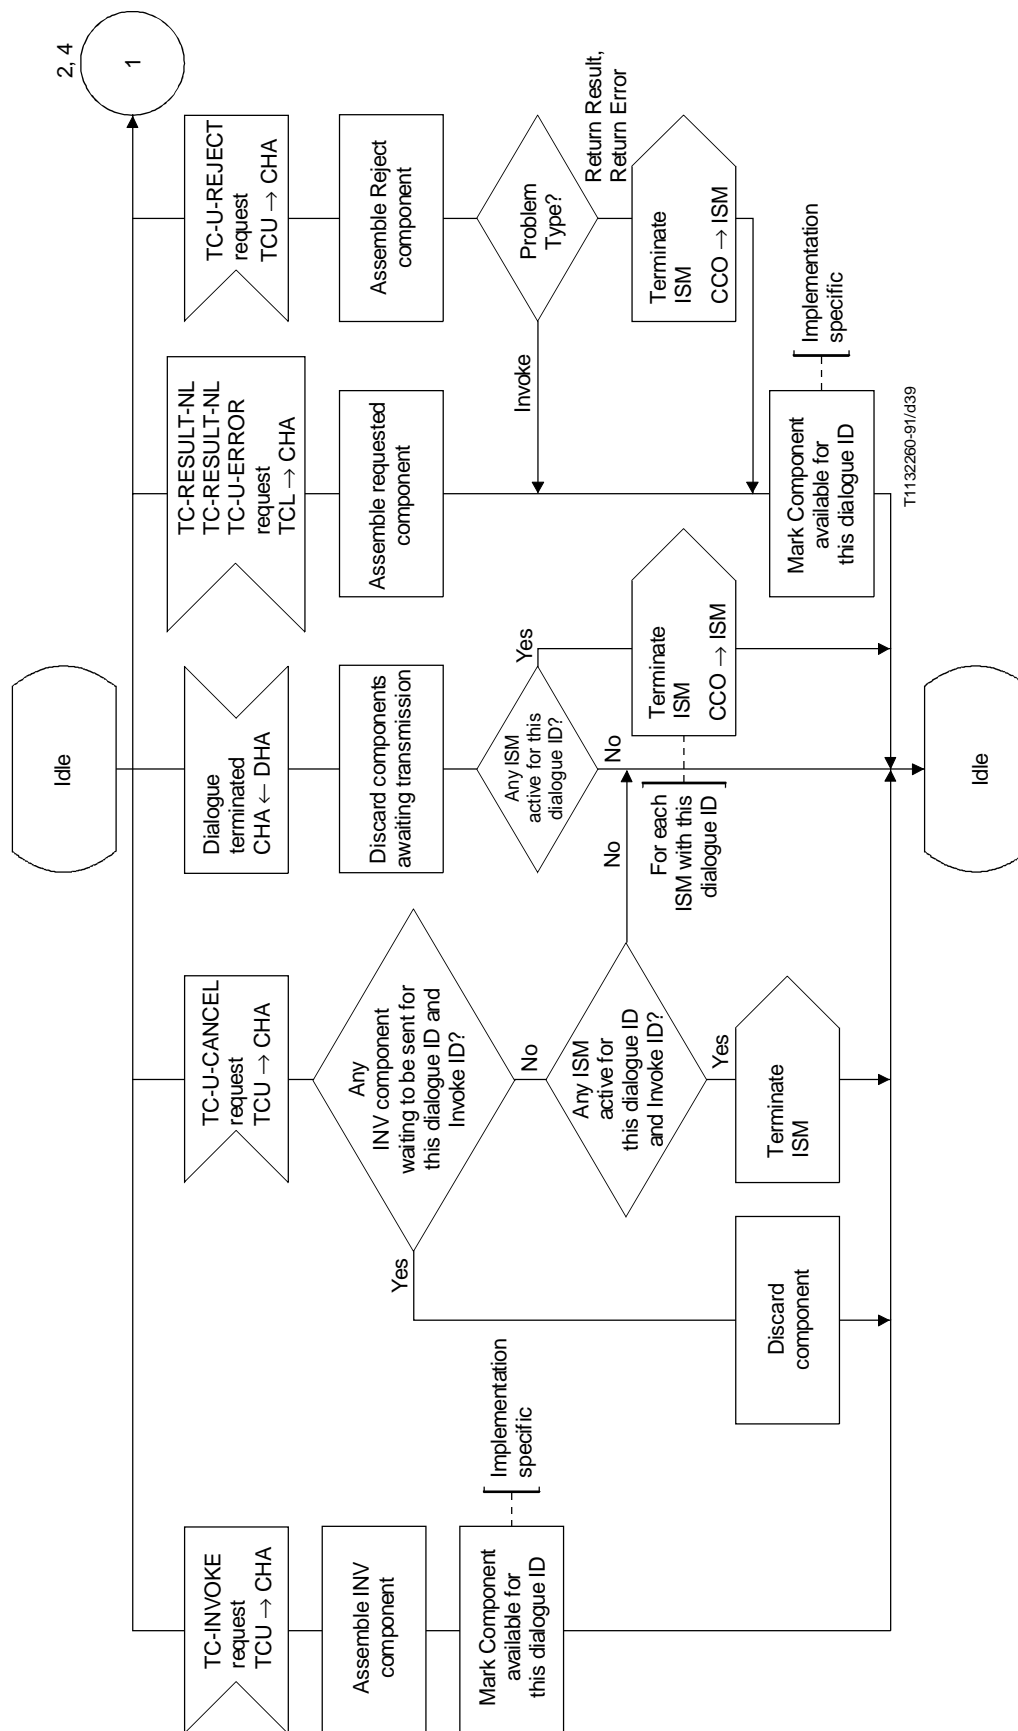 Idle
2, 4
1
TC-INVOKE
request
TCU → CHA
Assemble INV
component
Mark Component
available for
this dialogue ID
Implementation
specific
TC-U-CANCEL
request
TCU → CHA
Any
INV component
waiting to be sent for
this dialogue ID and
Invoke ID?
Yes
No
Discard
component
Any ISM
active for
this dialogue ID
and Invoke ID?
No
Yes
Terminate
ISM
Dialogue
terminated
CHA ← DHA
Discard components
awaiting transmission
Any ISM
active for this
dialogue ID?
Yes
No
For each
ISM with this
dialogue ID
Terminate
ISM
CCO → ISM
TC-RESULT-NL
TC-RESULT-NL
TC-U-ERROR
request
TCL → CHA
Assemble requested
component
TC-U-REJECT
request
TCU → CHA
Assemble Reject
component
Problem
Type?
Invoke
Return Result,
Return Error
Terminate
ISM
CCO → ISM
Mark Component
available for
this dialogue ID
Implementation
specific
Idle
T1132260-91/d39